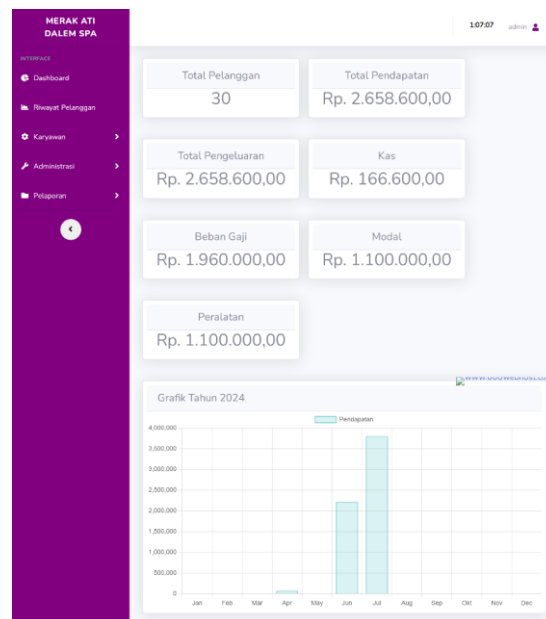 MERAK ATI
DALEM SPA
1:07:07
admin
INTERFACE
Dashboard
Riwayat Pelanggan
Karyawan
Administrasi
Pelaporan
Total Pelanggan
30
Total Pendapatan
Rp. 2.658.600,00
Total Pengeluaran
Rp. 2.658.600,00
Kas
Rp. 166.600,00
Beban Gaji
Rp. 1.960.000,00
Modal
Rp. 1.100.000,00
Peralatan
Rp. 1.100.000,00
Grafik Tahun 2024
Pendapatan
4,000,000
3,500,000
3,000,000
2,500,000
2,000,000
1,500,000
1,000,000
500,000
0
Jan Feb Mar Apr May Jun Jul Aug Sep Oct Nov Dec